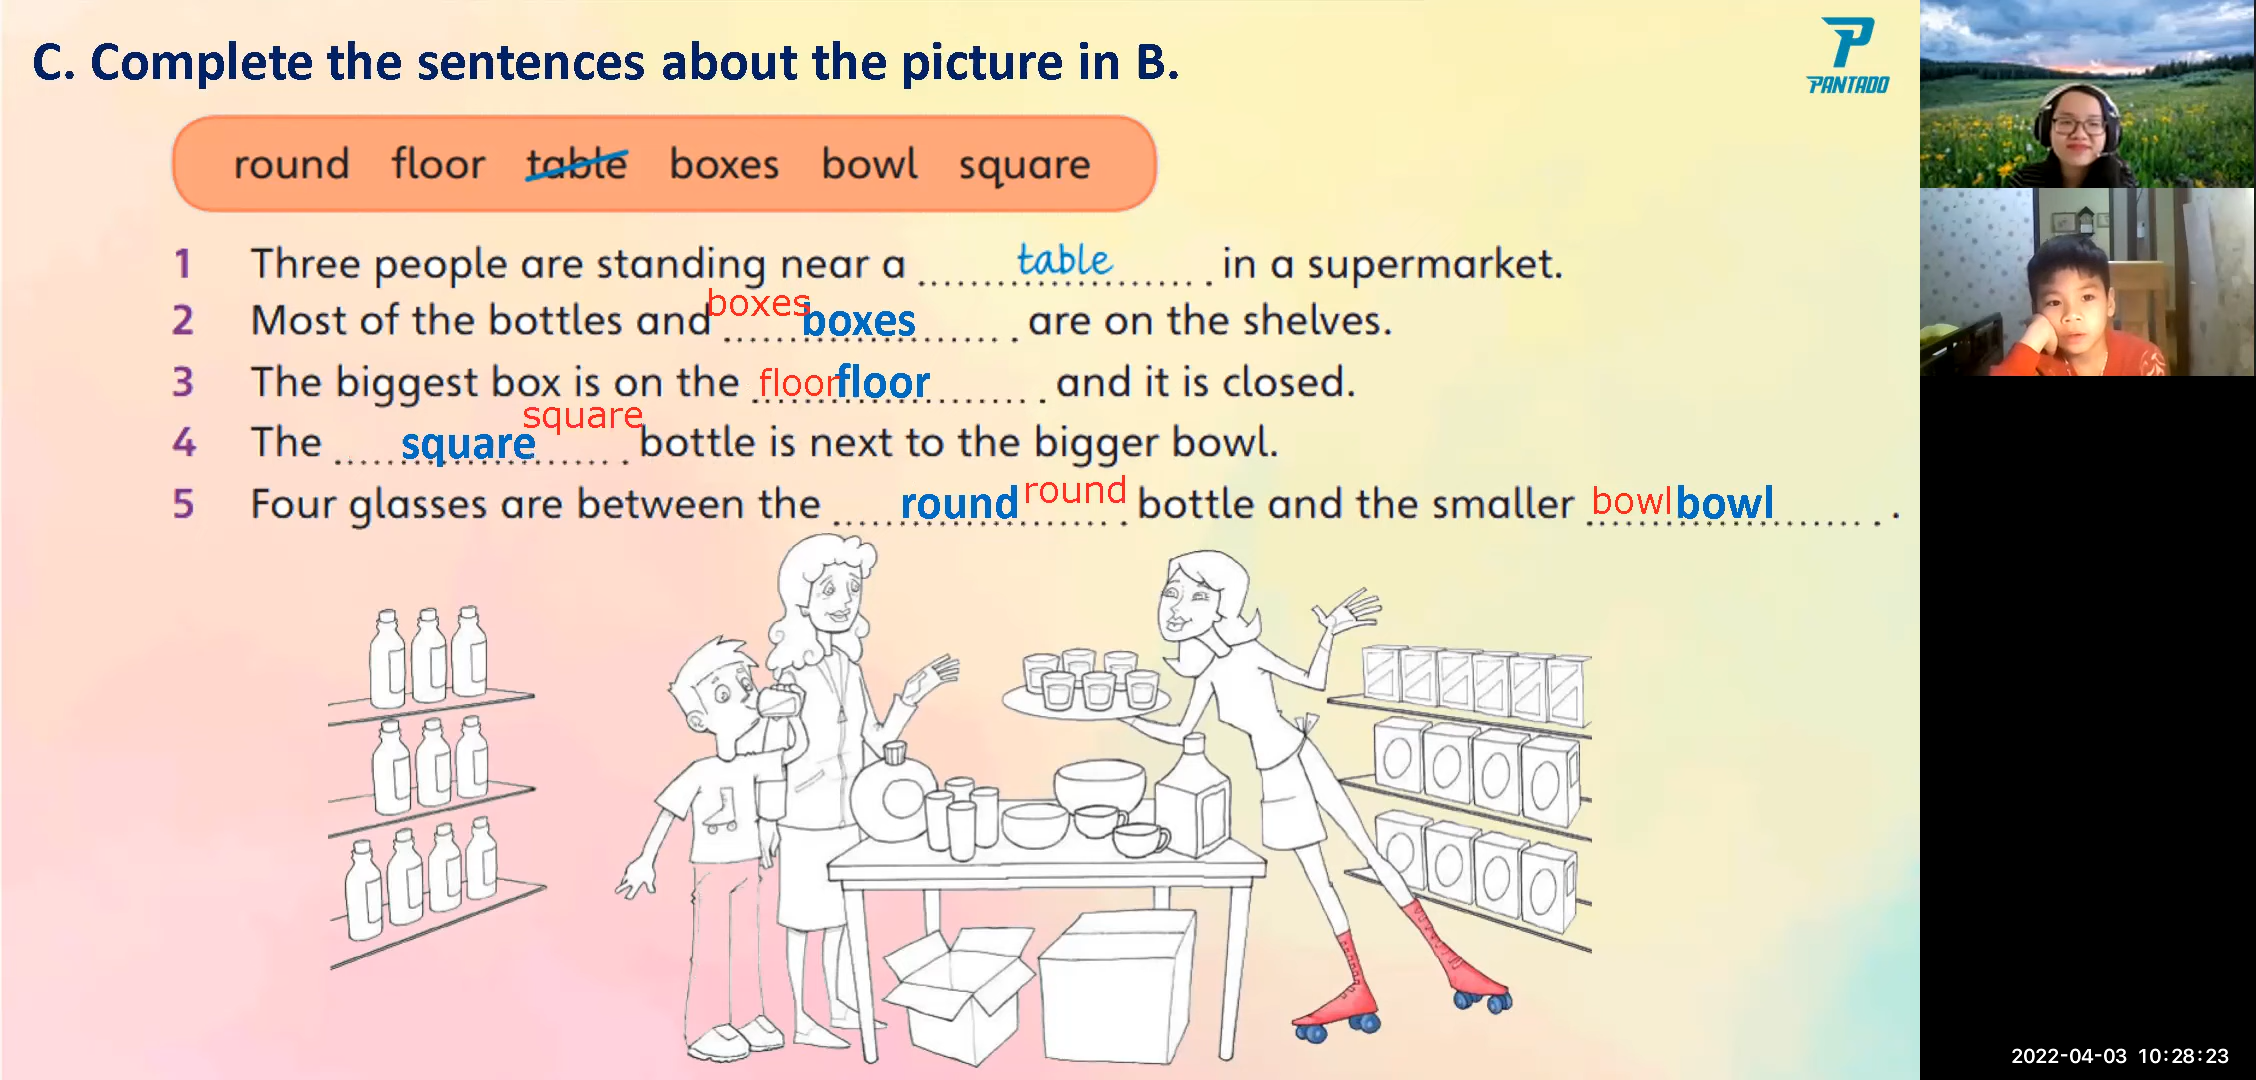 C. Complete the sentences about the picture in B.
PANTADO
round floor table boxes bowl square
1 Three people are standing near a table in a supermarket.
2 Most of the bottles and boxes boxes are on the shelves.
3 The biggest box is on the floor floor and it is closed.
4 The square square bottle is next to the bigger bowl.
5 Four glasses are between the round round bottle and the smaller bowl bowl.
2022-04-03 10:28:23